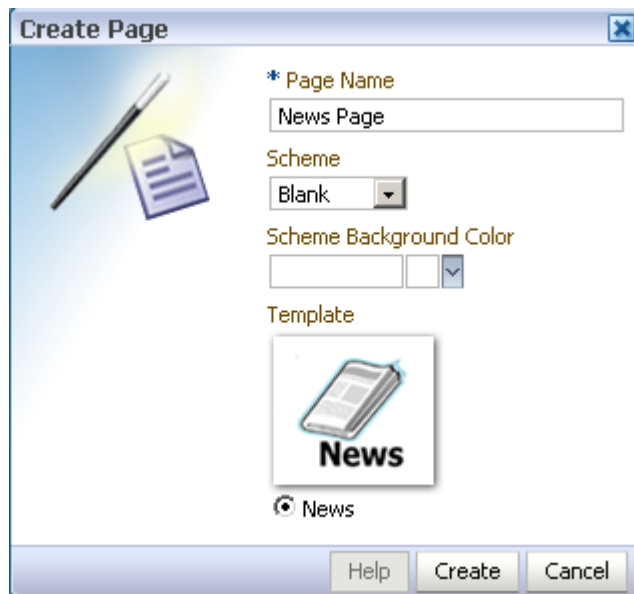 Create Page
* Page Name
News Page
Scheme
Blank
Scheme Background Color
Template
News
News
Help Create Cancel